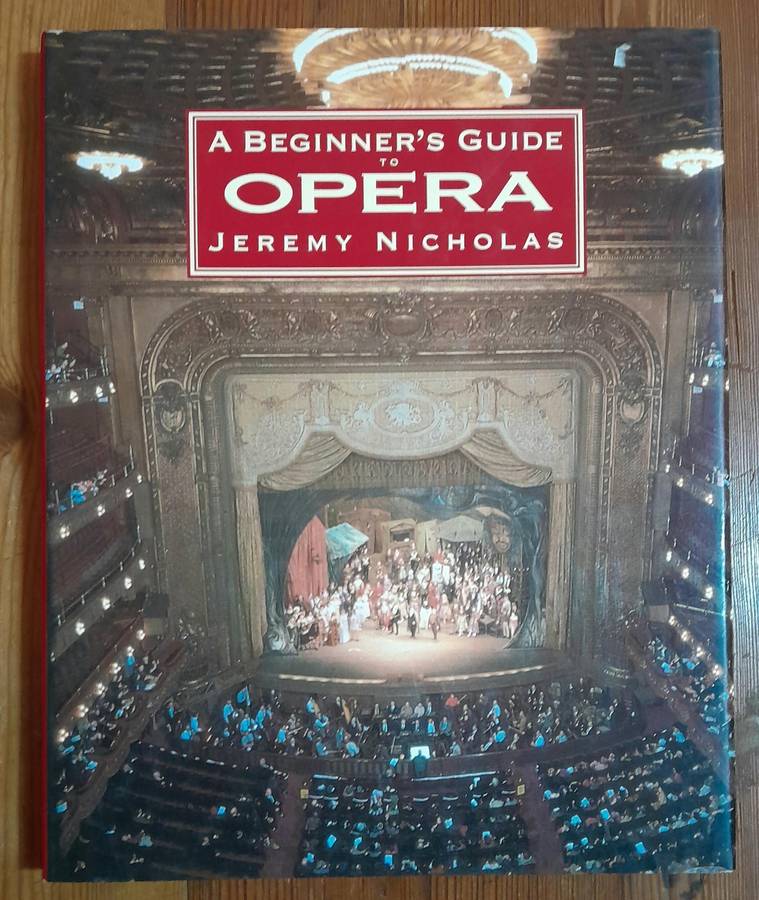 A BEGINNER'S GUIDE
TO
OPERA
JEREMY NICHOLAS